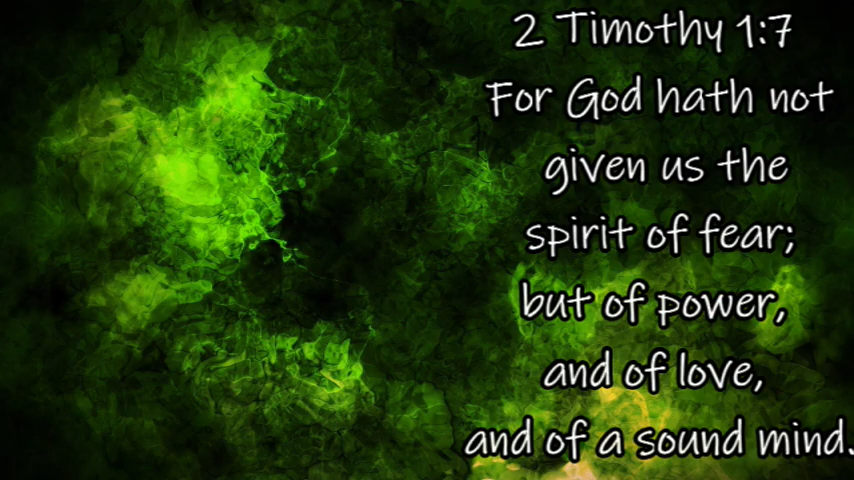 2 Timothy 1:7
For God hath not
given us the
spirit of fear;
but of power,
and of love,
and of a sound mind.